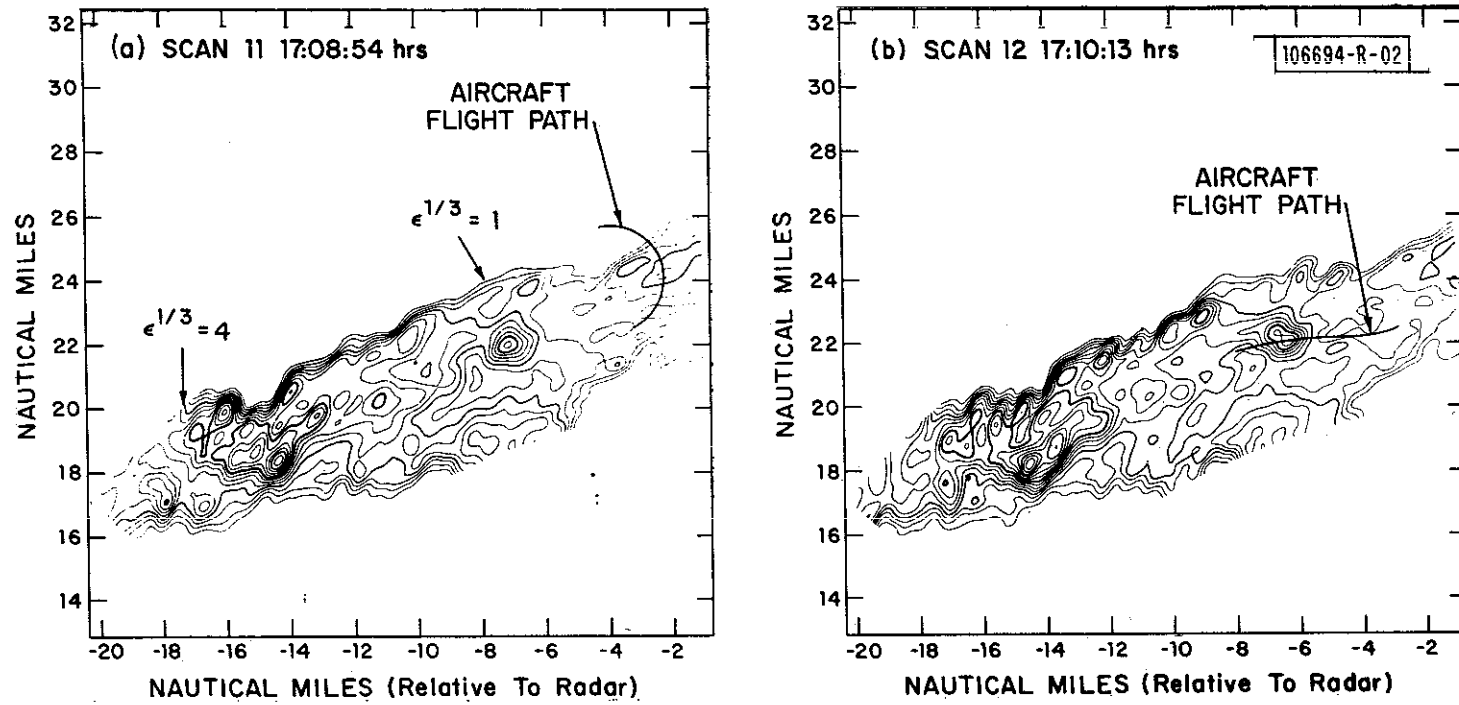 (a) SCAN 11 17:08:54 hrs
AIRCRAFT
FLIGHT PATH
ϵ^1/3 = 1
ϵ^1/3 = 4
NAUTICAL MILES
32
30
28
26
24
22
20
18
16
14
-20 -18 -16 -14 -12 -10 -8 -6 -4 -2
NAUTICAL MILES (Relative To Radar)
(b) SCAN 12 17:10:13 hrs
106694-R-02
AIRCRAFT
FLIGHT PATH
NAUTICAL MILES
32
30
28
26
24
22
20
18
16
14
-20 -18 -16 -14 -12 -10 -8 -6 -4 -2
NAUTICAL MILES (Relative To Radar)